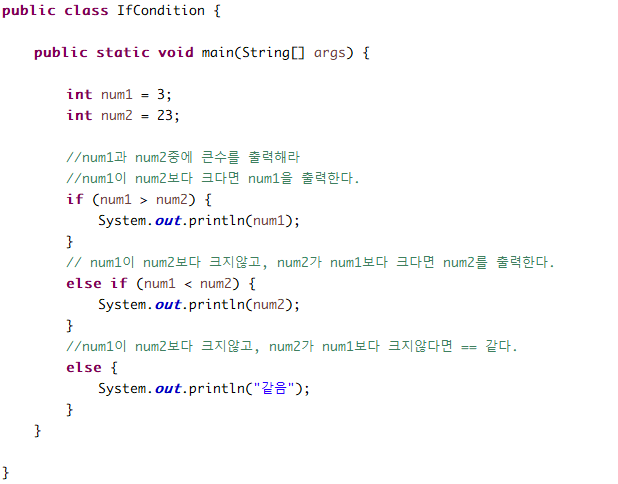 public class IfCondition {
public static void main(String[] args) {
int num1 = 3;
int num2 = 23;
//num1과 num2중에 큰수를 출력해라
//num1이 num2보다 크다면 num1을 출력한다.
if (num1 > num2) {
System.out.println(num1);
}
// num1이 num2보다 크지않고, num2가 num1보다 크다면 num2를 출력한다.
else if (num1 < num2) {
System.out.println(num2);
}
//num1이 num2보다 크지않고, num2가 num1보다 크지않다면 == 같다.
else {
System.out.println("같음");
}
}
}